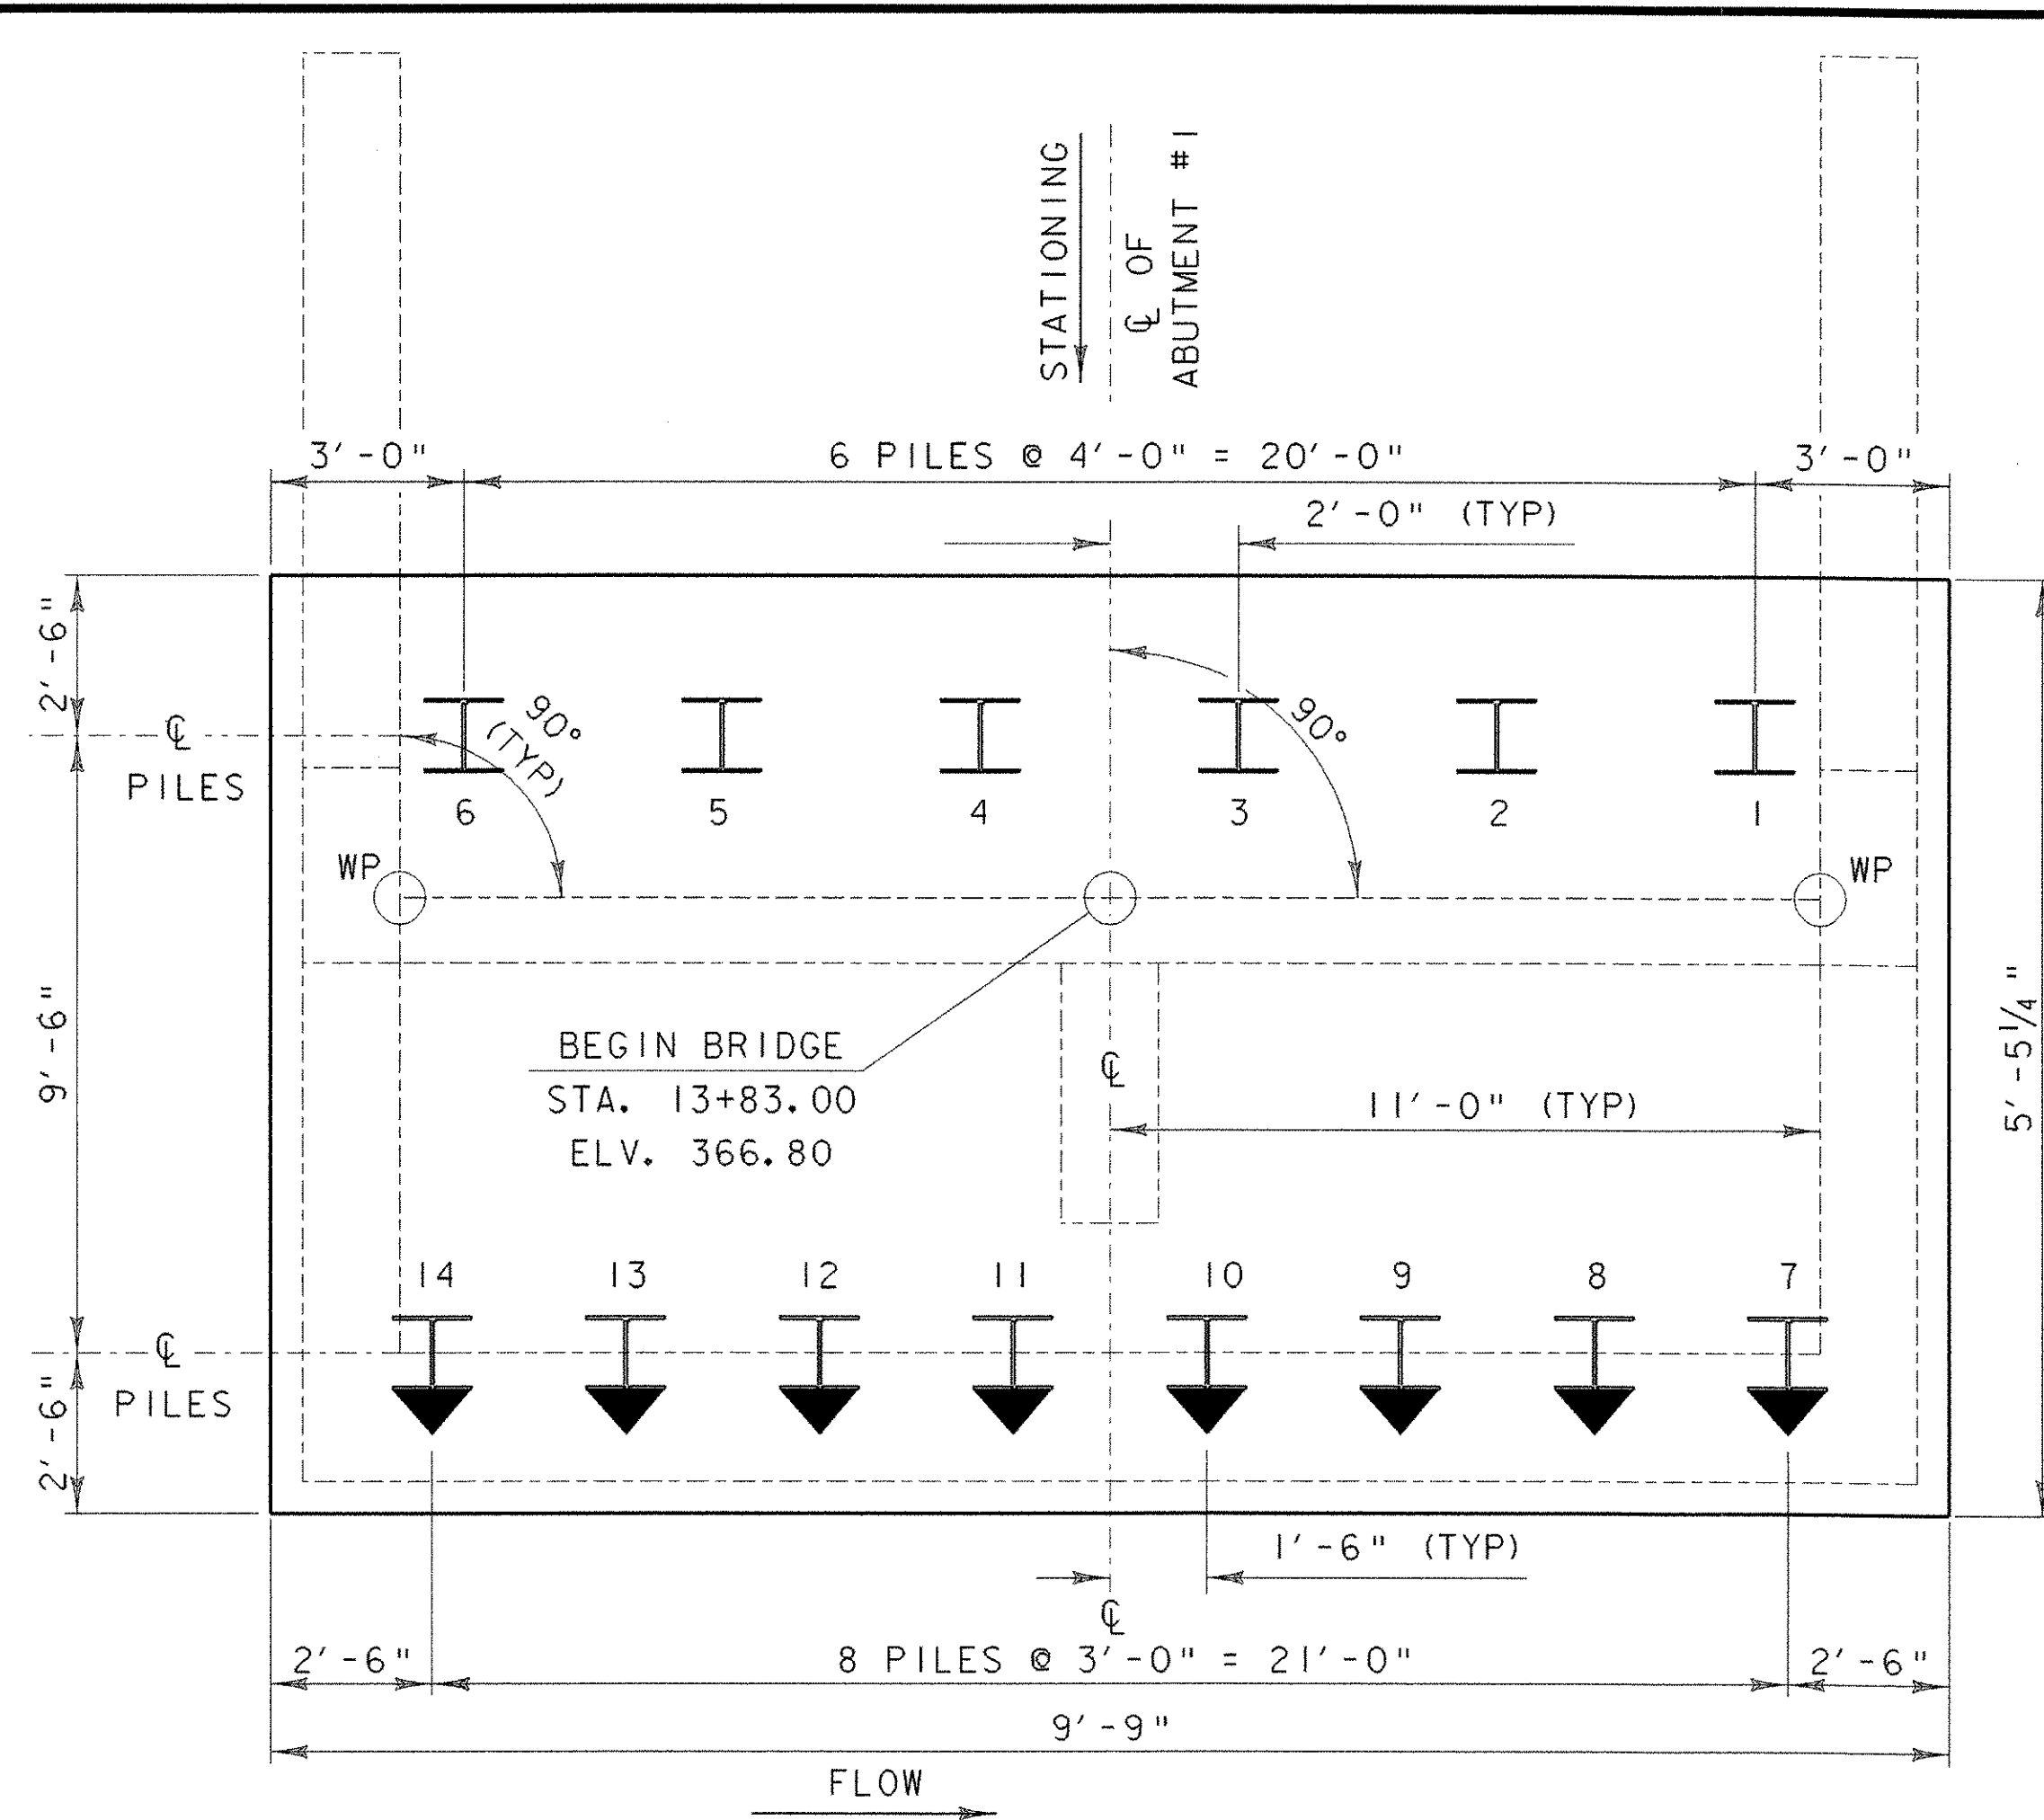 STATIONING
℄ OF
ABUTMENT #1
3'-0"
6 PILES @ 4'-0" = 20'-0"
3'-0"
2'-0" (TYP)
2'-6"
℄
PILES
90°
(TYP)
90°
6
5
4
3
2
1
WP
WP
9'-6"
BEGIN BRIDGE
STA. 13+83.00
ELV. 366.80
℄
11'-0" (TYP)
5'-5 1/4"
14
13
12
11
10
9
8
7
℄
PILES
2'-6"
1'-6" (TYP)
℄
2'-6"
8 PILES @ 3'-0" = 21'-0"
2'-6"
9'-9"
FLOW